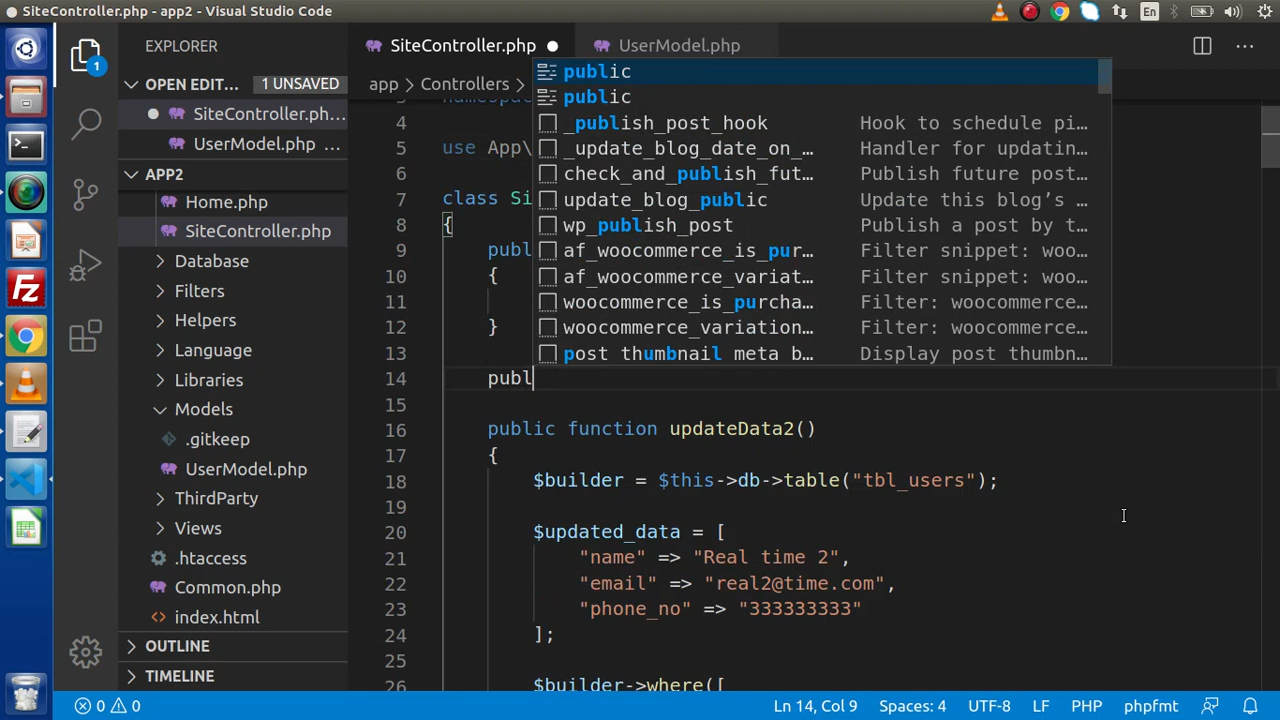 SiteController.php - app2 - Visual Studio Code
En
EXPLORER
SiteController.php
UserModel.php
OPEN EDIT...
1 UNSAVED
SiteController.ph...
UserModel.php ...
APP2
Home.php
SiteController.php
Database
Filters
Helpers
Language
Libraries
Models
.gitkeep
UserModel.php
ThirdParty
Views
.htaccess
Common.php
index.html
OUTLINE
TIMELINE
1
app > Controllers >
public
public
_publish_post_hook Hook to schedule pi...
_update_blog_date_on_... Handler for updatin...
check_and_publish_fut... Publish future post...
update_blog_public Update this blog's ...
wp_publish_post Publish a post by t...
af_woocommerce_is_pur... Filter snippet: woo...
af_woocommerce_variat... Filter snippet: woo...
woocommerce_is_purcha... Filter: woocommerce...
woocommerce_variation... Filter: woocommerce...
post thumbnail meta b... Display post thumbn...
4
5 use App\
6
7 class Si
8 {
9 publ
10 {
11
12 }
13
14 publ
15
16 public function updateData2()
17 {
18 $builder = $this->db->table("tbl_users");
19
20 $updated_data = [
21 "name" => "Real time 2",
22 "email" => "real2@time.com",
23 "phone_no" => "333333333"
24 ];
25
26 $builder->where([
0 0 Ln 14, Col 9 Spaces: 4 UTF-8 LF PHP phpfmt